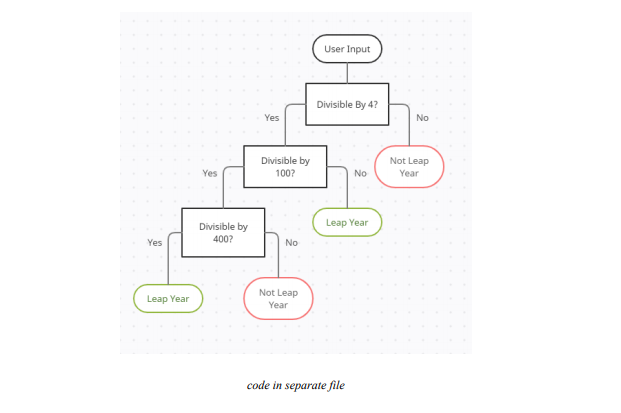 User Input
Divisible By 4?
Yes
No
Divisible by
100?
Not Leap
Year
Yes
No
Divisible by
400?
Leap Year
Yes
No
Leap Year
Not Leap
Year
code in separate file